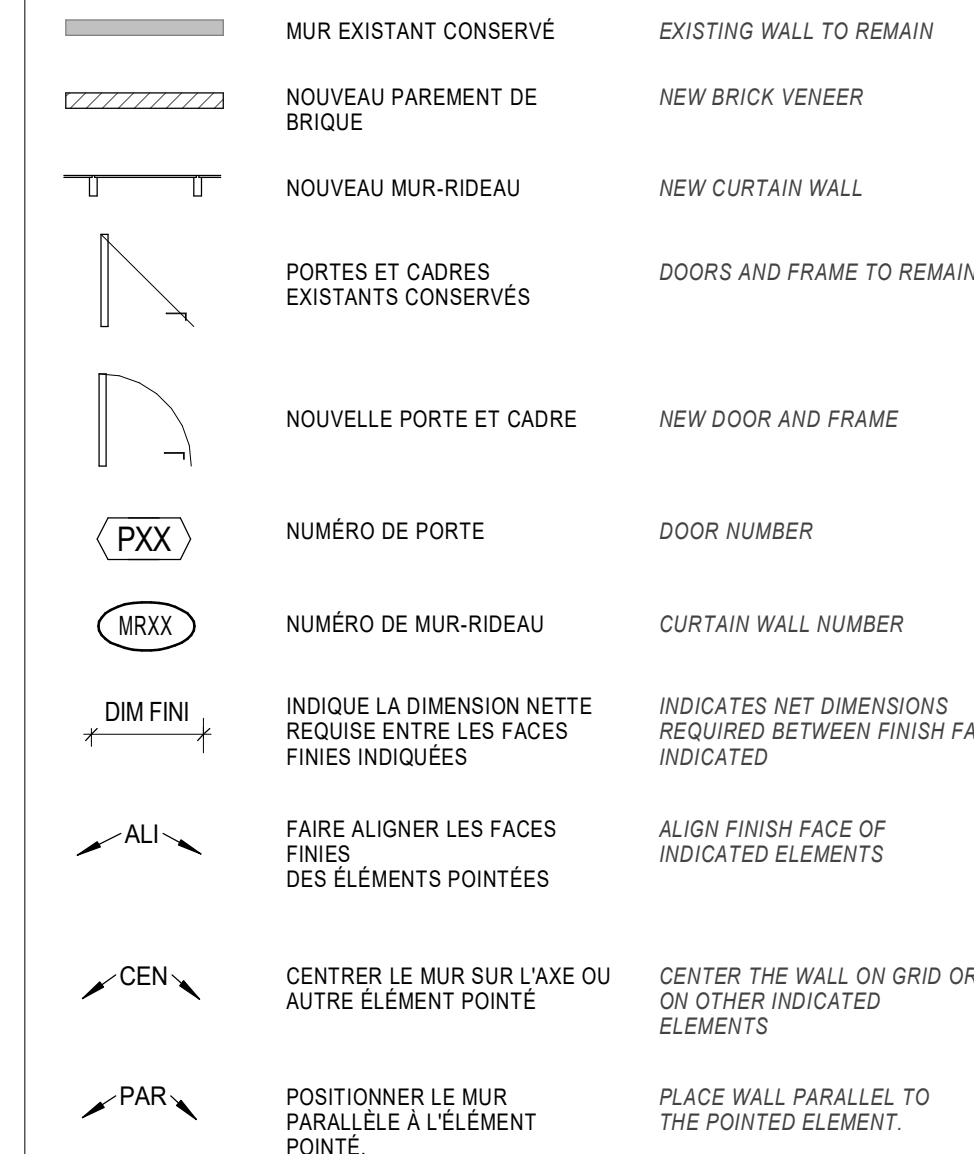 MUR EXISTANT CONSERVÉ
EXISTING WALL TO REMAIN
NOUVEAU PAREMENT DE
BRIQUE
NEW BRICK VENEER
NOUVEAU MUR-RIDEAU
NEW CURTAIN WALL
PORTES ET CADRES
EXISTANTS CONSERVÉS
DOORS AND FRAME TO REMAIN
NOUVELLE PORTE ET CADRE
NEW DOOR AND FRAME
PXX
NUMÉRO DE PORTE
DOOR NUMBER
MRXX
NUMÉRO DE MUR-RIDEAU
CURTAIN WALL NUMBER
DIM FINI
INDIQUE LA DIMENSION NETTE
REQUISE ENTRE LES FACES
FINIES INDIQUÉES
INDICATES NET DIMENSIONS
REQUIRED BETWEEN FINISH
INDICATED
ALI
FAIRE ALIGNER LES FACES
FINIES
DES ÉLÉMENTS POINTÉES
ALIGN FINISH FACE OF
INDICATED ELEMENTS
CEN
CENTRER LE MUR SUR L'AXE OU
AUTRE ÉLÉMENT POINTÉ
CENTER THE WALL ON GRID OR
ON OTHER INDICATED
ELEMENTS
PAR
POSITIONNER LE MUR
PARALLÈLE À L'ÉLÉMENT
POINTÉ.
PLACE WALL PARALLEL TO
THE POINTED ELEMENT.